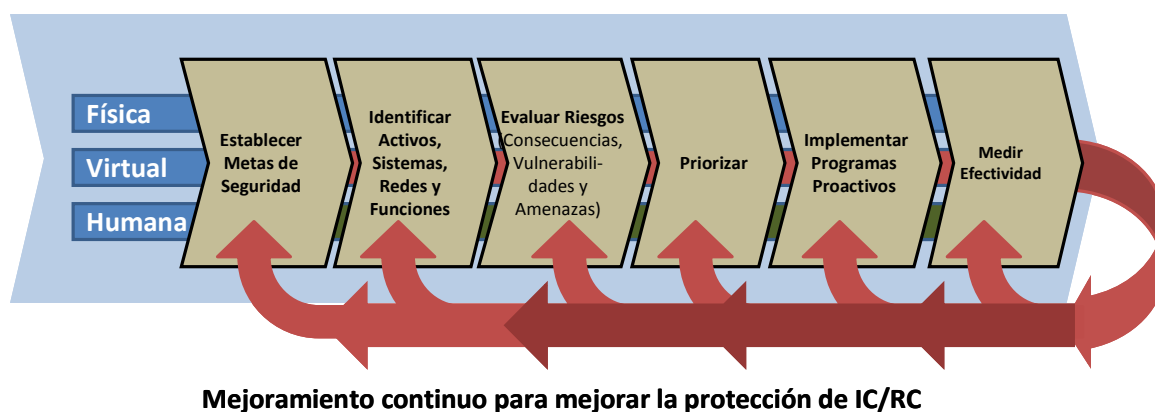 Física
Virtual
Humana
Establecer
Metas de
Seguridad
Identificar
Activos,
Sistemas,
Redes y
Funciones
Evaluar Riesgos
(Consecuencias,
Vulnerabili-
dades y
Amenazas)
Priorizar
Implementar
Programas
Proactivos
Medir
Efectividad
Mejoramiento continuo para mejorar la protección de IC/RC